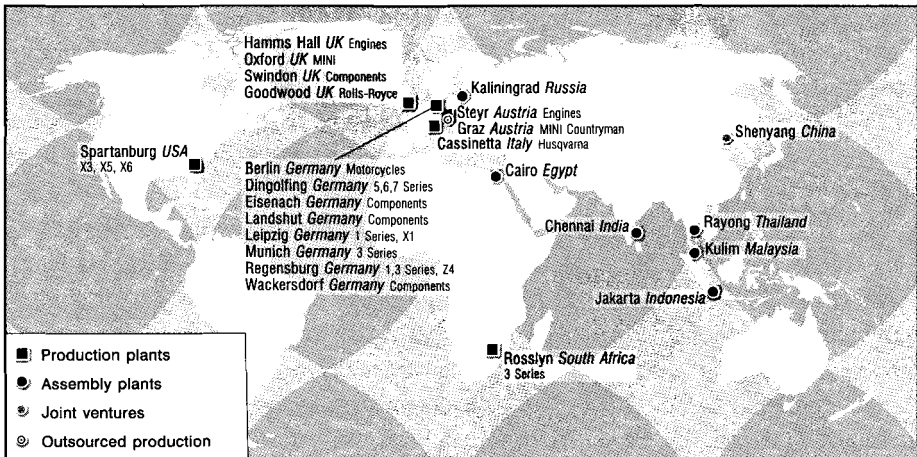 Hamms Hall UK Engines
Oxford UK MINI
Swindon UK Components
Goodwood UK Rolls-Royce
Kaliningrad Russia
Steyr Austria Engines
Graz Austria MINI Countryman
Cassinetta Italy Husqvarna
Shenyang China
Spartanburg USA
X3, X5, X6
Berlin Germany Motorcycles
Dingolfing Germany 5,6,7 Series
Eisenach Germany Components
Landshut Germany Components
Leipzig Germany 1 Series, X1
Munich Germany 3 Series
Regensburg Germany 1,3 Series, Z4
Wackersdorf Germany Components
Cairo Egypt
Chennai India
Rayong Thailand
Kulim Malaysia
Jakarta Indonesia
Rosslyn South Africa
3 Series
Production plants
Assembly plants
Joint ventures
Outsourced production